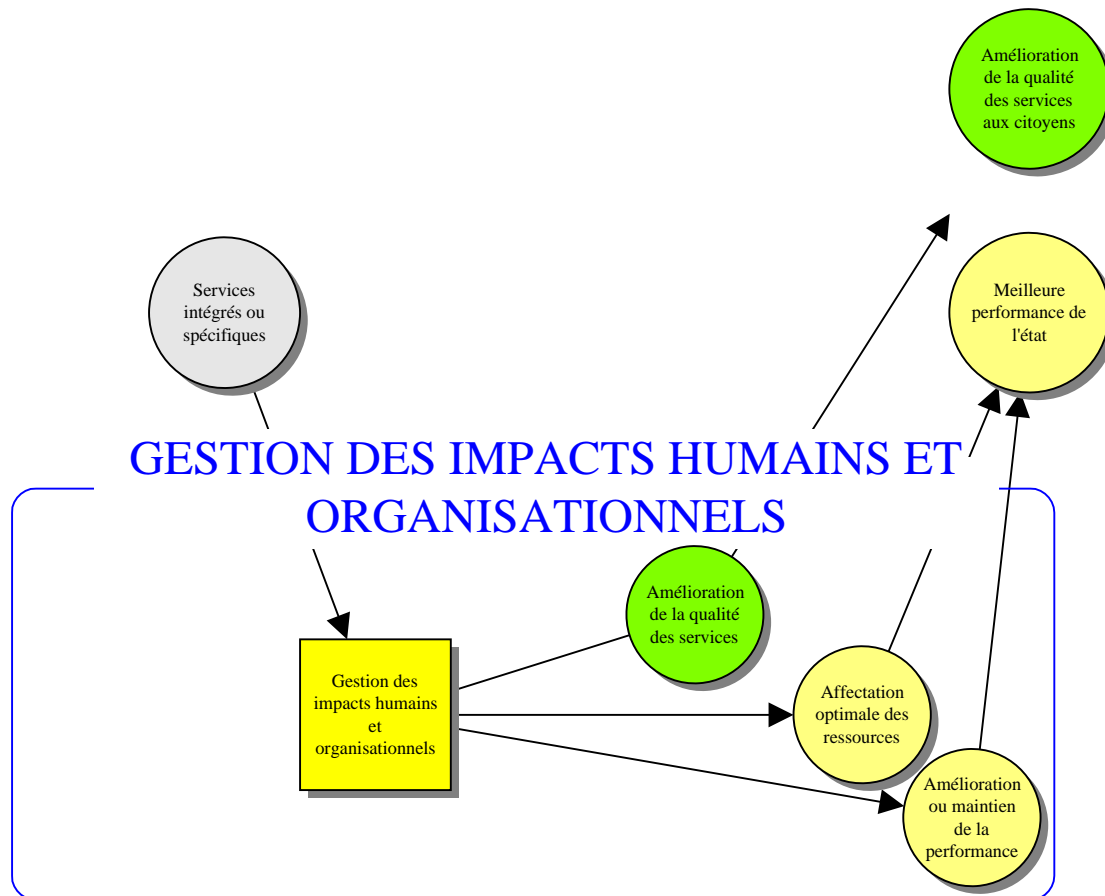 Amélioration
de la qualité
des services
aux citoyens
Services
intégrés ou
spécifiques
Meilleure
performance de
l'état
GESTION DES IMPACTS HUMAINS ET
ORGANISATIONNELS
Amélioration
de la qualité
des services
Gestion des
impacts humains
et
organisationnels
Affectation
optimale des
ressources
Amélioration
ou maintien
de la
performance